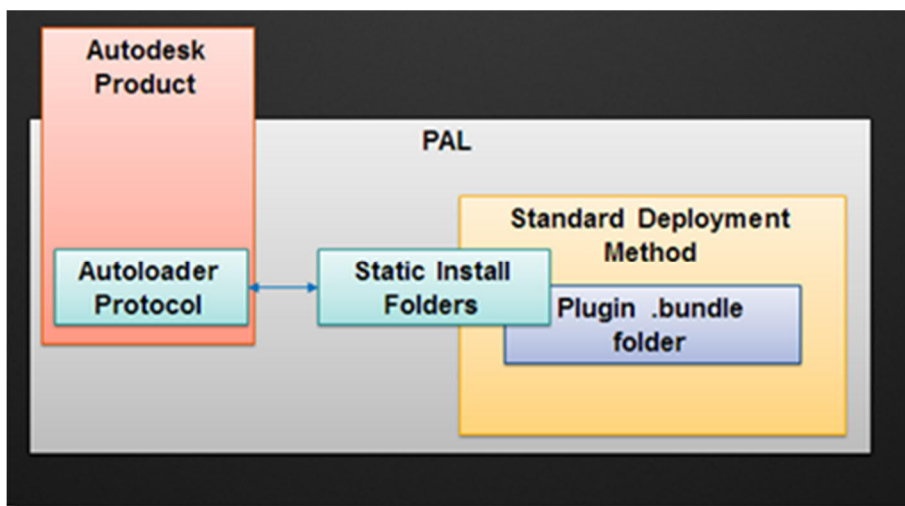 Autodesk
Product
PAL
Standard Deployment
Method
Autoloader
Protocol
Static Install
Folders
Plugin .bundle
folder